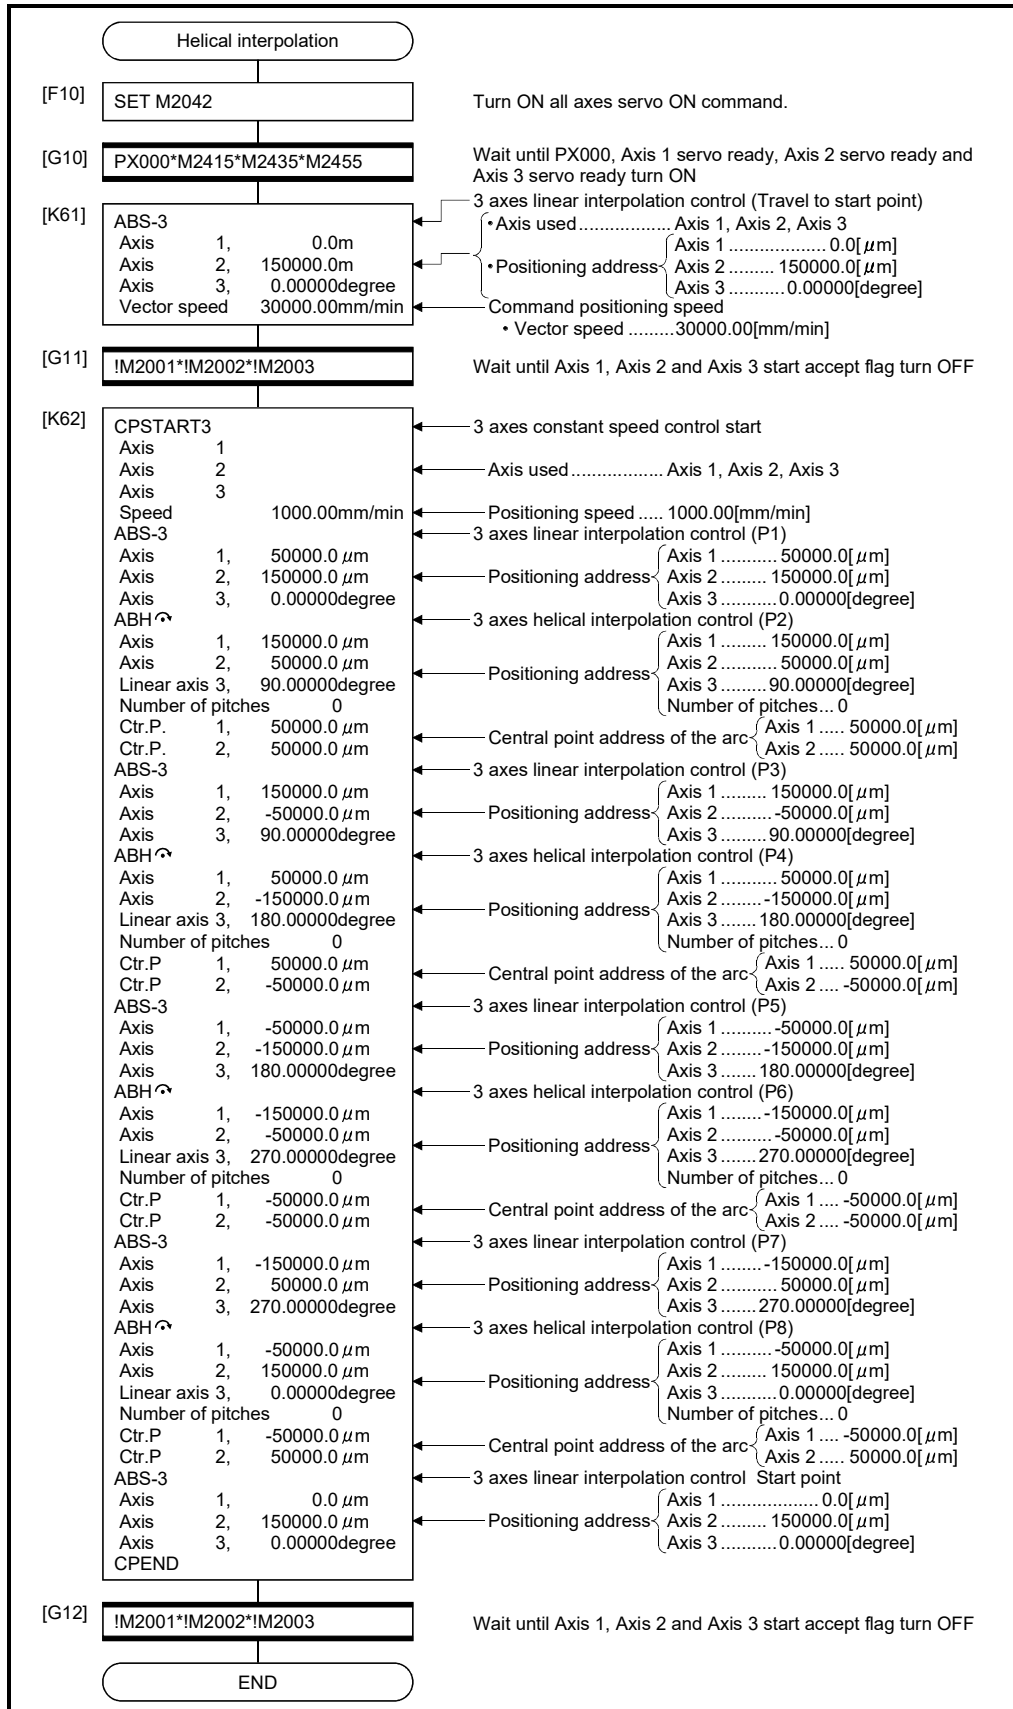 Helical interpolation
[F10] SET M2042 Turn ON all axes servo ON command.
[G10] PX000*M2415*M2435*M2455 Wait until PX000, Axis 1 servo ready, Axis 2 servo ready and
Axis 3 servo ready turn ON
3 axes linear interpolation control (Travel to start point)
[K61] ABS-3 •Axis used.................. Axis 1, Axis 2, Axis 3
Axis 1, 0.0m Axis 1 ................... 0.0[μm]
Axis 2, 150000.0m •Positioning address Axis 2 ......... 150000.0[μm]
Axis 3, 0.00000degree Axis 3 ...........0.00000[degree]
Vector speed 30000.00mm/min Command positioning speed
• Vector speed .........30000.00[mm/min]
[G11] !M2001*!M2002*!M2003 Wait until Axis 1, Axis 2 and Axis 3 start accept flag turn OFF
[K62] CPSTART3 3 axes constant speed control start
Axis 1
Axis 2 Axis used.................. Axis 1, Axis 2, Axis 3
Axis 3
Speed 1000.00mm/min Positioning speed ..... 1000.00[mm/min]
ABS-3 3 axes linear interpolation control (P1)
Axis 1, 50000.0 μm Axis 1 ........... 50000.0[μm]
Axis 2, 150000.0 μm Positioning address Axis 2 ......... 150000.0[μm]
Axis 3, 0.00000degree Axis 3 ...........0.00000[degree]
ABH 3 axes helical interpolation control (P2)
Axis 1, 150000.0 μm Axis 1 ......... 150000.0[μm]
Axis 2, 50000.0 μm Axis 2 ........... 50000.0[μm]
Linear axis 3, 90.00000degree Positioning address Axis 3 .........90.00000[degree]
Number of pitches 0 Number of pitches... 0
Ctr.P. 1, 50000.0 μm Central point address of the arc Axis 1 ..... 50000.0[μm]
Ctr.P. 2, 50000.0 μm Axis 2 ..... 50000.0[μm]
ABS-3 3 axes linear interpolation control (P3)
Axis 1, 150000.0 μm Axis 1 ......... 150000.0[μm]
Axis 2, -50000.0 μm Positioning address Axis 2 ..........-50000.0[μm]
Axis 3, 90.00000degree Axis 3 .........90.00000[degree]
ABH 3 axes helical interpolation control (P4)
Axis 1, 50000.0 μm Axis 1 ........... 50000.0[μm]
Axis 2, -150000.0 μm Axis 2 ........-150000.0[μm]
Linear axis 3, 180.00000degree Positioning address Axis 3 ....... 180.00000[degree]
Number of pitches 0 Number of pitches... 0
Ctr.P 1, 50000.0 μm Central point address of the arc Axis 1 ..... 50000.0[μm]
Ctr.P 2, -50000.0 μm Axis 2 .... -50000.0[μm]
ABS-3 3 axes linear interpolation control (P5)
Axis 1, -50000.0 μm Axis 1 ..........-50000.0[μm]
Axis 2, -150000.0 μm Positioning address Axis 2 ........-150000.0[μm]
Axis 3, 180.00000degree Axis 3 ....... 180.00000[degree]
ABH 3 axes helical interpolation control (P6)
Axis 1, -150000.0 μm Axis 1 ........-150000.0[μm]
Axis 2, -50000.0 μm Axis 2 ..........-50000.0[μm]
Linear axis 3, 270.00000degree Positioning address Axis 3 .......270.00000[degree]
Number of pitches 0 Number of pitches... 0
Ctr.P 1, -50000.0 μm Central point address of the arc Axis 1 .... -50000.0[μm]
Ctr.P 2, -50000.0 μm Axis 2 .... -50000.0[μm]
ABS-3 3 axes linear interpolation control (P7)
Axis 1, -150000.0 μm Axis 1 ........-150000.0[μm]
Axis 2, 50000.0 μm Positioning address Axis 2 ........... 50000.0[μm]
Axis 3, 270.00000degree Axis 3 .......270.00000[degree]
ABH 3 axes helical interpolation control (P8)
Axis 1, -50000.0 μm Axis 1 ..........-50000.0[μm]
Axis 2, 150000.0 μm Axis 2 ......... 150000.0[μm]
Linear axis 3, 0.00000degree Positioning address Axis 3 ...........0.00000[degree]
Number of pitches 0 Number of pitches... 0
Ctr.P 1, -50000.0 μm Central point address of the arc Axis 1 .... -50000.0[μm]
Ctr.P 2, 50000.0 μm Axis 2 ..... 50000.0[μm]
ABS-3 3 axes linear interpolation control Start point
Axis 1, 0.0 μm Axis 1 ................... 0.0[μm]
Axis 2, 150000.0 μm Positioning address Axis 2 ......... 150000.0[μm]
Axis 3, 0.00000degree Axis 3 ...........0.00000[degree]
CPEND
[G12] !M2001*!M2002*!M2003 Wait until Axis 1, Axis 2 and Axis 3 start accept flag turn OFF
END